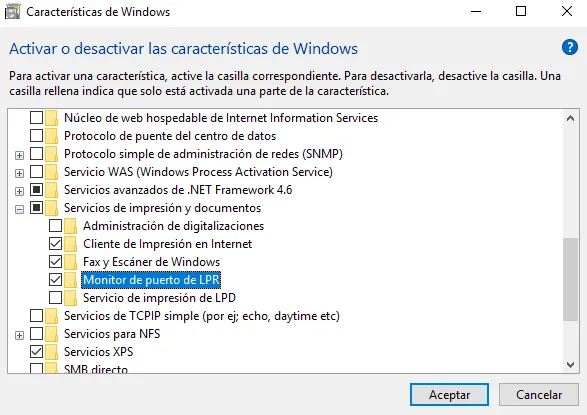 Características de Windows
Activar o desactivar las características de Windows
?
Para activar una característica, active la casilla correspondiente. Para desactivarla, desactive la casilla. Una
casilla rellena indica que solo está activada una parte de la característica.
Núcleo de web hospedable de Internet Information Services
Protocolo de puente del centro de datos
Protocolo simple de administración de redes (SNMP)
Servicio WAS (Windows Process Activation Service)
Servicios avanzados de .NET Framework 4.6
Servicios de impresión y documentos
Administración de digitalizaciones
Cliente de Impresión en Internet
Fax y Escáner de Windows
Monitor de puerto de LPR
Servicio de impresión de LPD
Servicios de TCPIP simple (por ej; echo, daytime etc)
Servicios para NFS
Servicios XPS
SMB directo
Aceptar
Cancelar